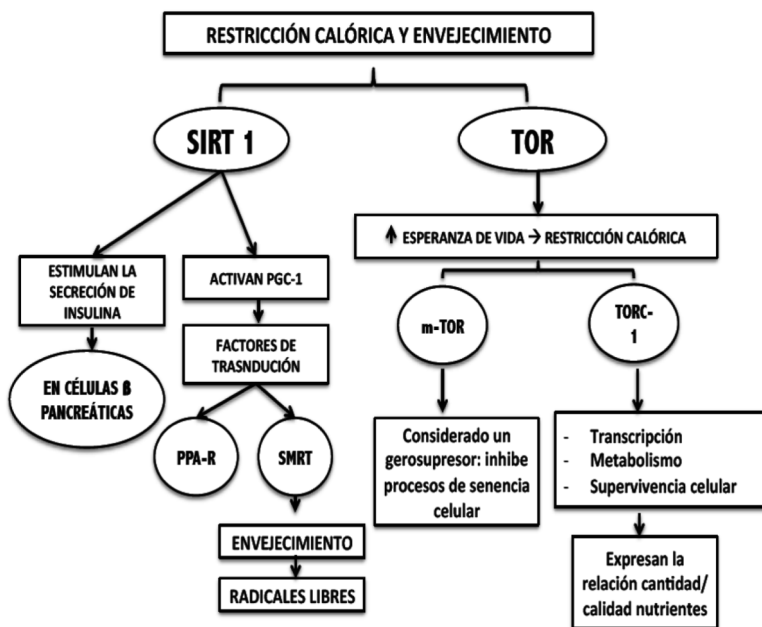 RESTRICCIÓN CALÓRICA Y ENVEJECIMIENTO
SIRT 1
TOR
↑ ESPERANZA DE VIDA → RESTRICCIÓN CALÓRICA
ESTIMULAN LA
SECRECIÓN DE
INSULINA
ACTIVAN PGC-1
m-TOR
TORC-
1
FACTORES DE
TRASNDUCIÓN
EN CÉLULAS β
PANCREÁTICAS
PPA-R
SMRT
Considerado un
gerosupresor: inhibe
procesos de senencia
celular
- Transcripción
- Metabolismo
- Supervivencia celular
ENVEJECIMIENTO
RADICALES LIBRES
Expresan la
relación cantidad/
calidad nutrientes